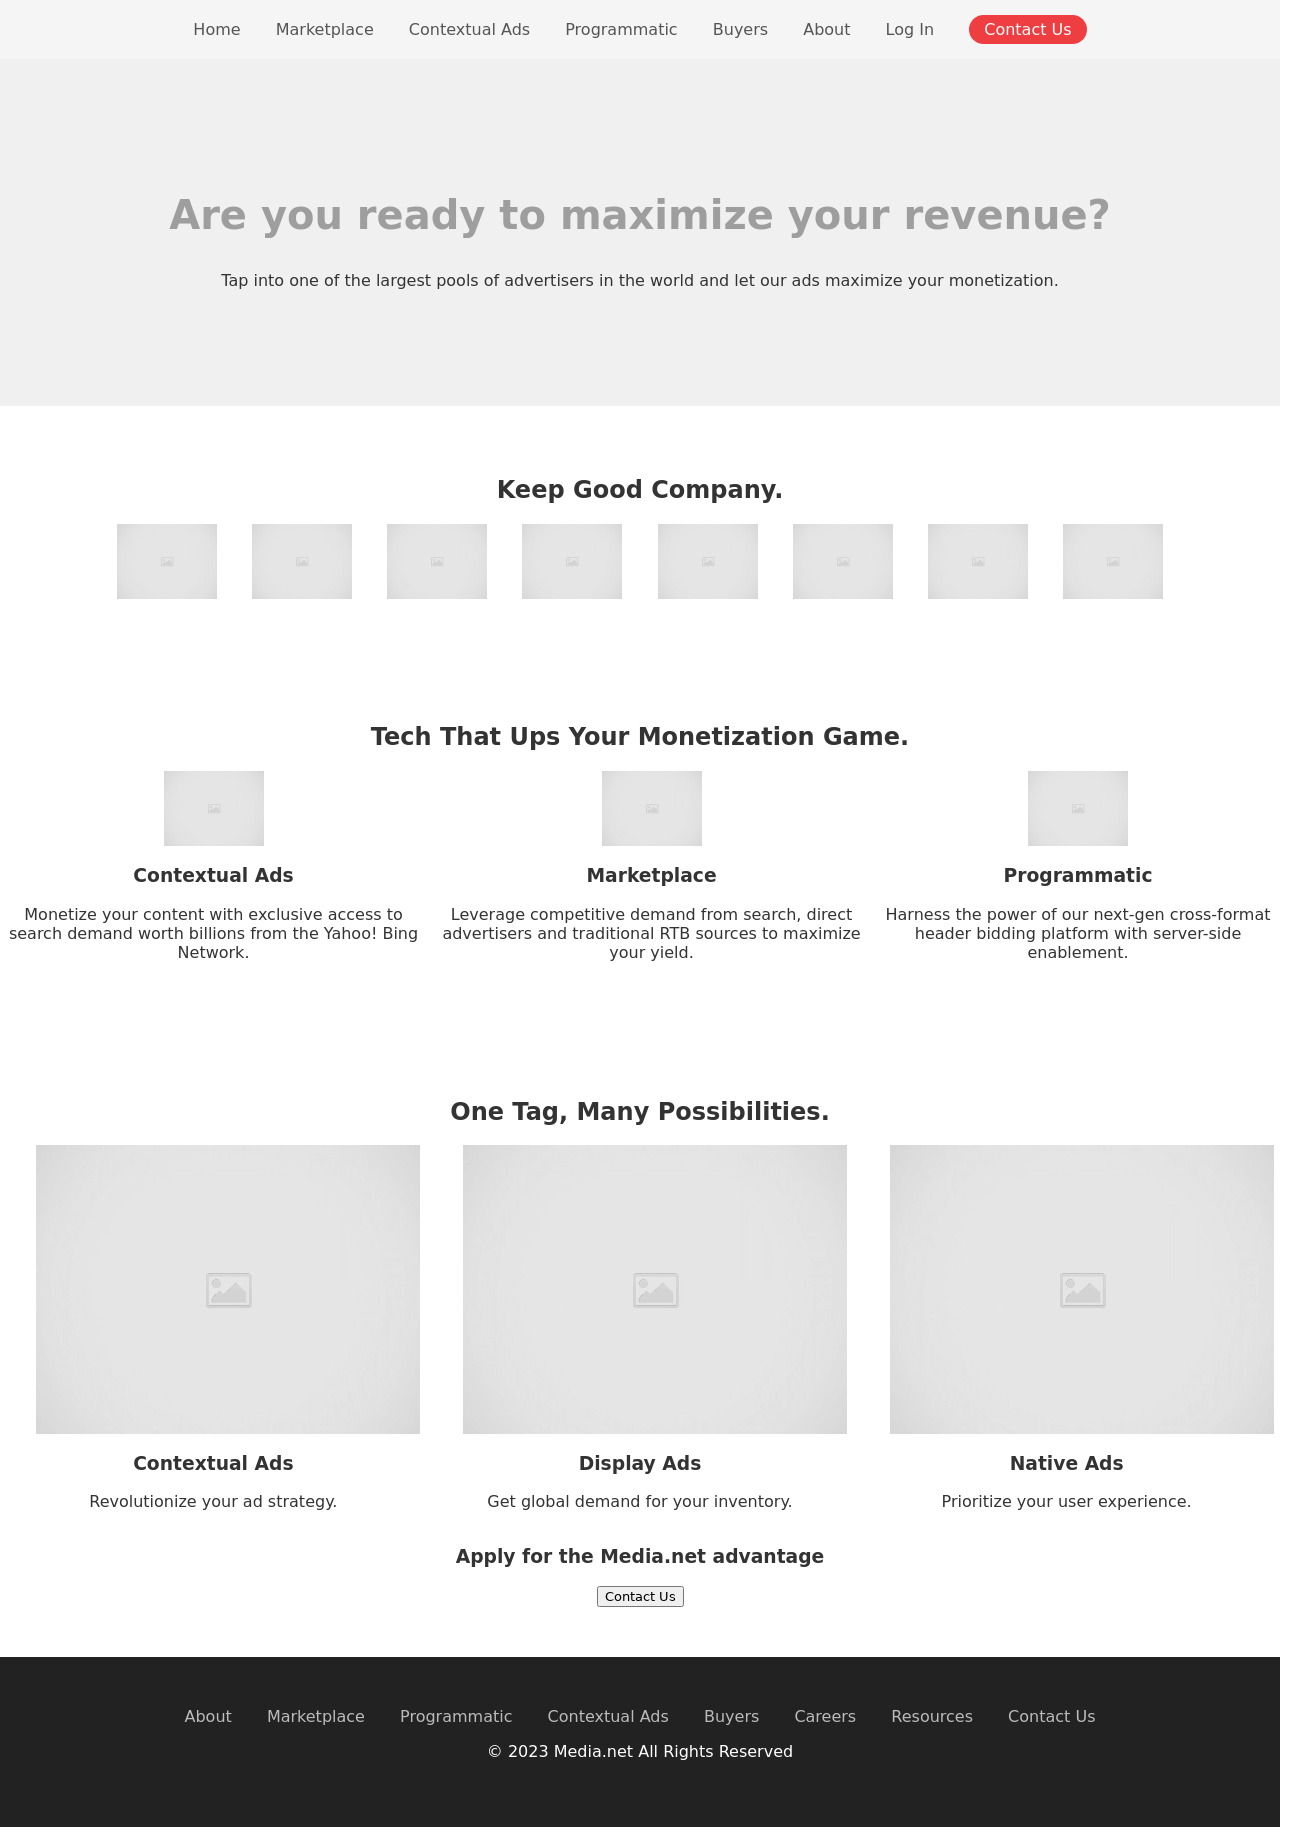 Home Marketplace Contextual Ads Programmatic Buyers About Log In Contact Us
Are you ready to maximize your revenue?
Tap into one of the largest pools of advertisers in the world and let our ads maximize your monetization.
Keep Good Company.
Tech That Ups Your Monetization Game.
Contextual Ads
Monetize your content with exclusive access to
search demand worth billions from the Yahoo! Bing
Network.
Marketplace
Leverage competitive demand from search, direct
advertisers and traditional RTB sources to maximize
your yield.
Programmatic
Harness the power of our next-gen cross-format
header bidding platform with server-side
enablement.
One Tag, Many Possibilities.
Contextual Ads
Revolutionize your ad strategy.
Display Ads
Get global demand for your inventory.
Native Ads
Prioritize your user experience.
Apply for the Media.net advantage
Contact Us
About Marketplace Programmatic Contextual Ads Buyers Careers Resources Contact Us
© 2023 Media.net All Rights Reserved